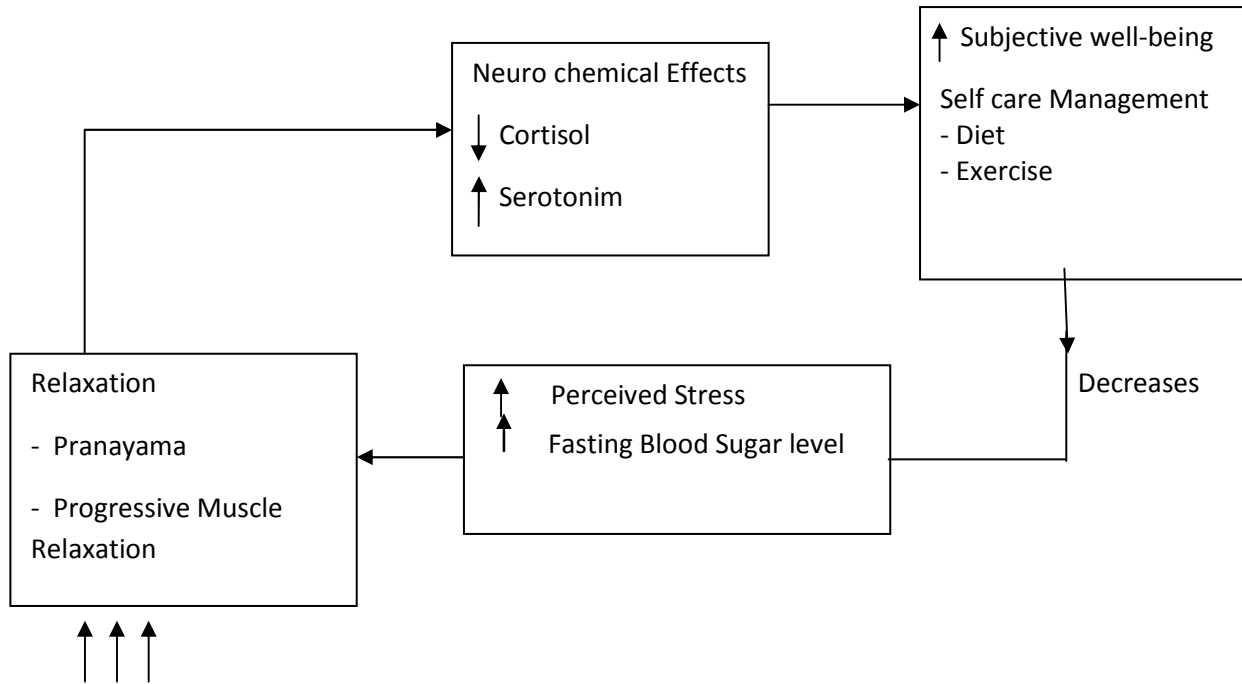 Neuro chemical Effects
Cortisol
Serotonim
Subjective well-being
Self care Management
- Diet
- Exercise
Decreases
Perceived Stress
Fasting Blood Sugar level
Relaxation
- Pranayama
- Progressive Muscle
Relaxation